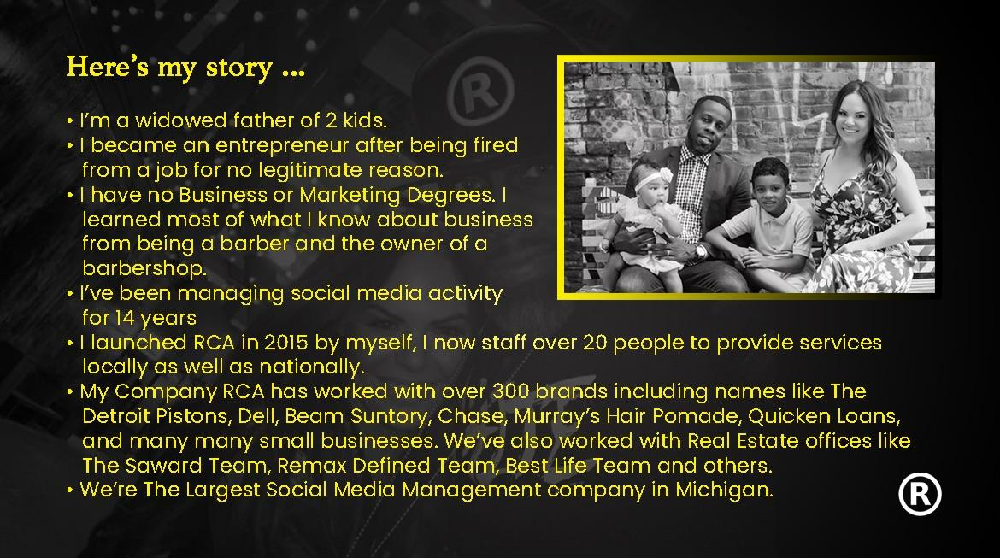 Here's my story ...
®
• I'm a widowed father of 2 kids.
• I became an entrepreneur after being fired
from a job for no legitimate reason.
• I have no Business or Marketing Degrees. I
learned most of what I know about business
from being a barber and the owner of a
barbershop.
• I've been managing social media activity
for 14 years
• I launched RCA in 2015 by myself, I now staff over 20 people to provide services
locally as well as nationally.
• My Company RCA has worked with over 300 brands including names like The
Detroit Pistons, Dell, Beam Suntory, Chase, Murray's Hair Pomade, Quicken Loans,
and many many small businesses. We've also worked with Real Estate offices like
The Saward Team, Remax Defined Team, Best Life Team and others.
• We're The Largest Social Media Management company in Michigan.
®